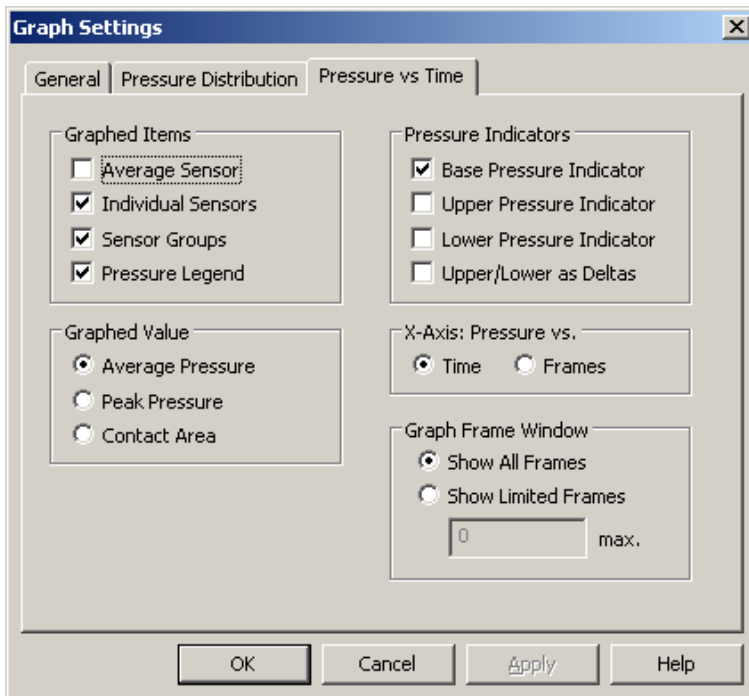 Graph Settings
General
Pressure Distribution
Pressure vs Time
Graphed Items
Average Sensor
Individual Sensors
Sensor Groups
Pressure Legend
Graphed Value
Average Pressure
Peak Pressure
Contact Area
Pressure Indicators
Base Pressure Indicator
Upper Pressure Indicator
Lower Pressure Indicator
Upper/Lower as Deltas
X-Axis: Pressure vs.
Time
Frames
Graph Frame Window
Show All Frames
Show Limited Frames
0
max.
OK
Cancel
Apply
Help